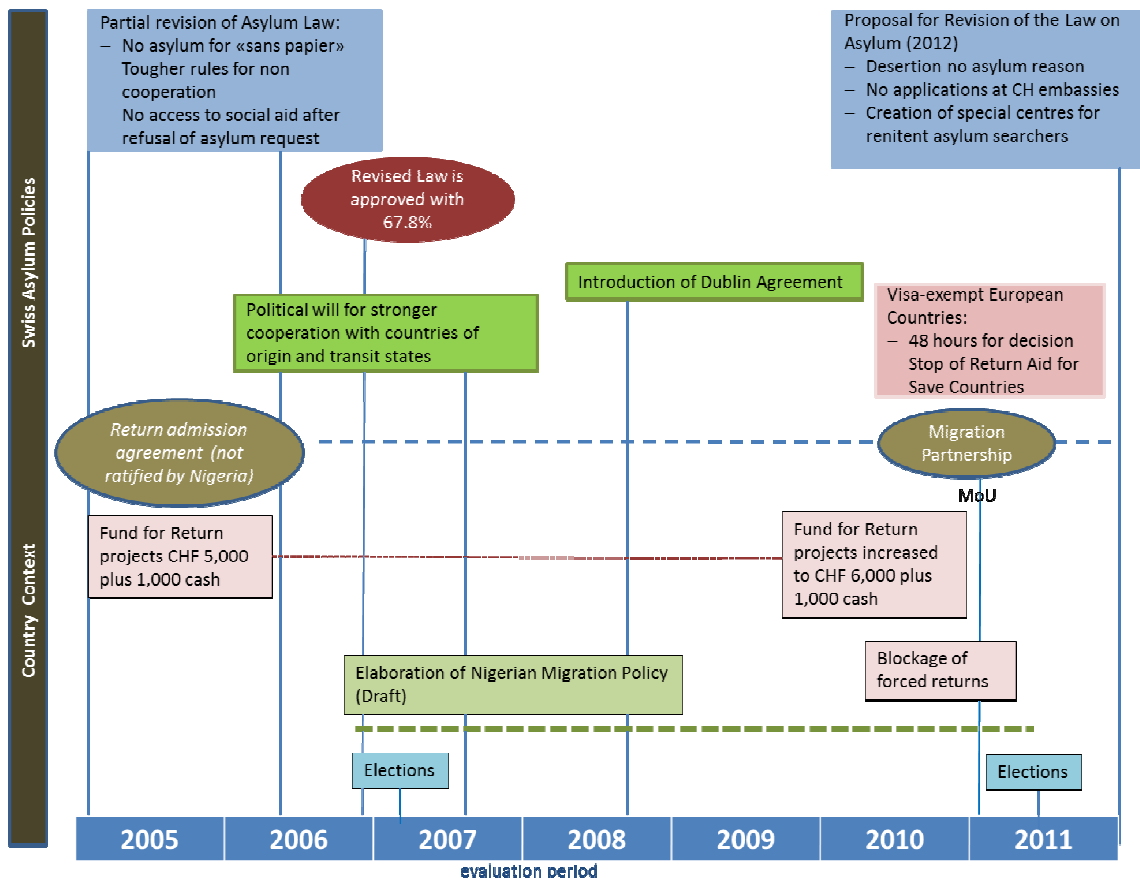 Swiss Asylum Policies
Partial revision of Asylum Law:
– No asylum for «sans papier»
Tougher rules for non
cooperation
No access to social aid after
refusal of asylum request
Proposal for Revision of the Law on
Asylum (2012)
– Desertion no asylum reason
– No applications at CH embassies
– Creation of special centres for
renitent asylum searchers
Revised Law is
approved with
67.8%
Introduction of Dublin Agreement
Political will for stronger
cooperation with countries of
origin and transit states
Visa-exempt European
Countries:
– 48 hours for decision
Stop of Return Aid for
Save Countries
Country Context
Return admission
agreement (not
ratified by Nigeria)
Migration
Partnership
MoU
Fund for Return
projects CHF 5,000
plus 1,000 cash
Fund for Return
projects increased
to CHF 6,000 plus
1,000 cash
Blockage of
forced returns
Elaboration of Nigerian Migration Policy
(Draft)
Elections
Elections
2005 2006 2007 2008 2009 2010 2011
evaluation period